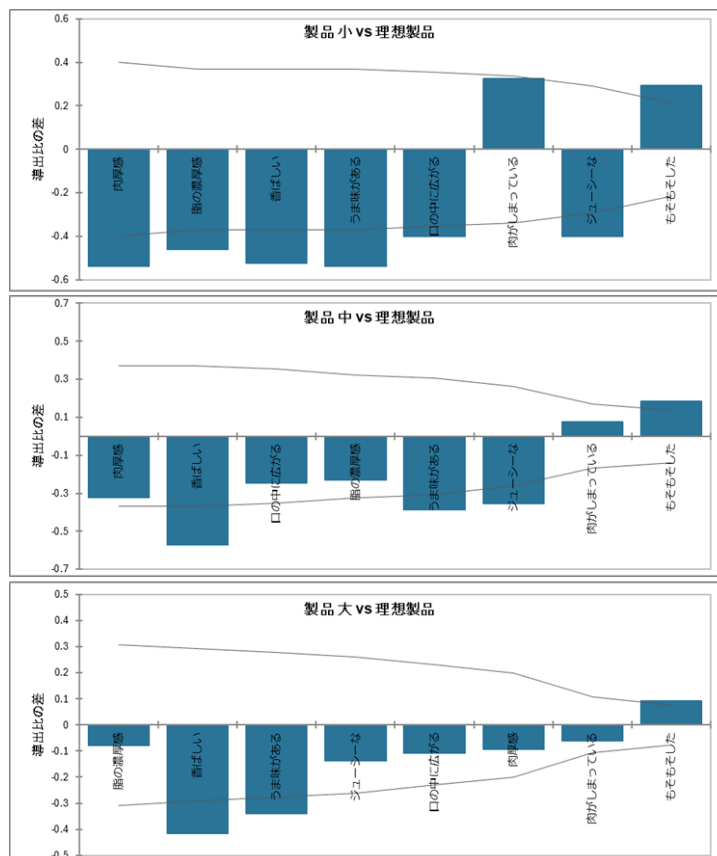 製品 小 vs 理想製品
導出比の差
0.6
0.4
0.2
0
-0.2
-0.4
-0.6
肉厚感
脂の濃厚感
香ばしい
うま味がある
口の中に広がる
肉がしまっている
ジューシーな
もそもそした
製品 中 vs 理想製品
導出比の差
0.7
0.5
0.3
0.1
-0.1
-0.3
-0.5
-0.7
肉厚感
香ばしい
口の中に広がる
脂の濃厚感
うま味がある
ジューシーな
肉がしまっている
もそもそした
製品 大 vs 理想製品
導出比の差
0.5
0.4
0.3
0.2
0.1
0
-0.1
-0.2
-0.3
-0.4
-0.5
脂の濃厚感
香ばしい
うま味がある
ジューシーな
口の中に広がる
肉厚感
肉がしまっている
もそもそした